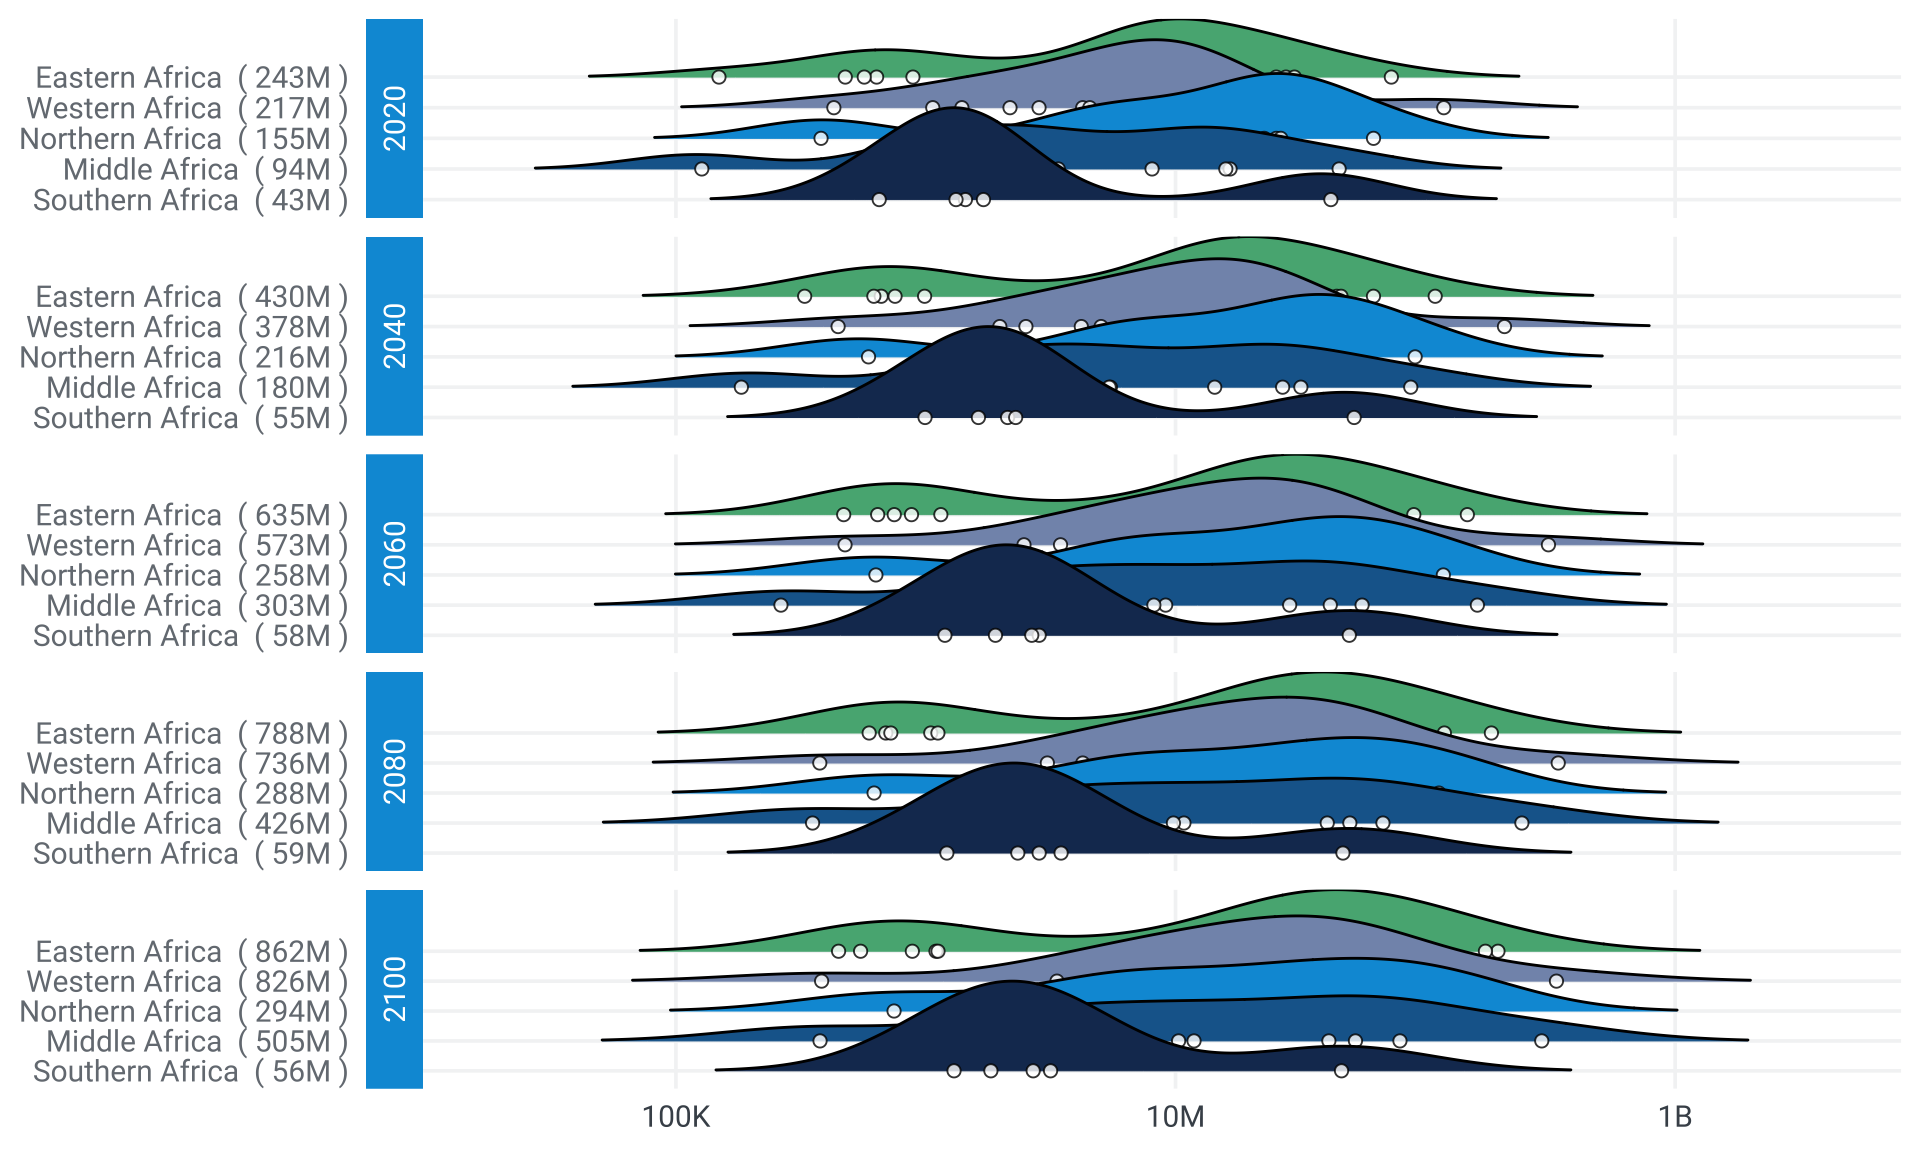 2020
Eastern Africa ( 243M )
Western Africa ( 217M )
Northern Africa ( 155M )
Middle Africa ( 94M )
Southern Africa ( 43M )
2040
Eastern Africa ( 430M )
Western Africa ( 378M )
Northern Africa ( 216M )
Middle Africa ( 180M )
Southern Africa ( 55M )
2060
Eastern Africa ( 635M )
Western Africa ( 573M )
Northern Africa ( 258M )
Middle Africa ( 303M )
Southern Africa ( 58M )
2080
Eastern Africa ( 788M )
Western Africa ( 736M )
Northern Africa ( 288M )
Middle Africa ( 426M )
Southern Africa ( 59M )
2100
Eastern Africa ( 862M )
Western Africa ( 826M )
Northern Africa ( 294M )
Middle Africa ( 505M )
Southern Africa ( 56M )
100K 10M 1B